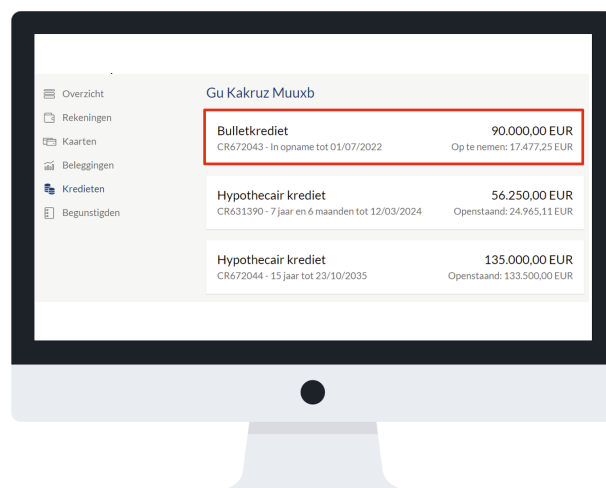 Overzicht
Rekeningen
Kaarten
Beleggingen
Kredieten
Begunstigden
Gu Kakruz Muuxb
Bulletkrediet 90.000,00 EUR
CR672043 - In opname tot 01/07/2022 Op te nemen: 17.477,25 EUR
Hypothecair krediet 56.250,00 EUR
CR631390 - 7 jaar en 6 maanden tot 12/03/2024 Openstaand: 24.965,11 EUR
Hypothecair krediet 135.000,00 EUR
CR672044 - 15 jaar tot 23/10/2035 Openstaand: 133.500,00 EUR